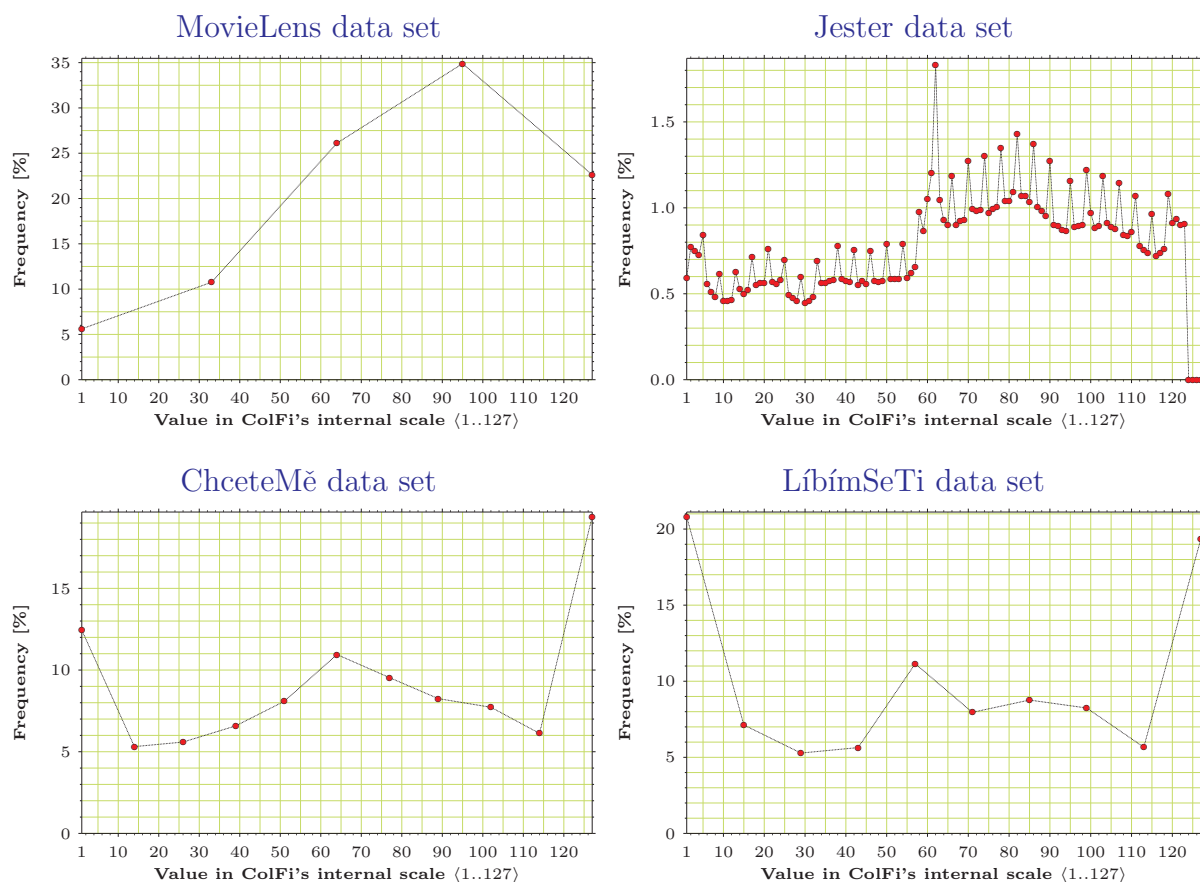 MovieLens data set
Frequency [%]
35
30
25
20
15
10
5
0
1 10 20 30 40 50 60 70 80 90 100 110 120
Value in ColFi's internal scale ⟨1..127⟩
Jester data set
Frequency [%]
1.5
1.0
0.5
0.0
1 10 20 30 40 50 60 70 80 90 100 110 120
Value in ColFi's internal scale ⟨1..127⟩
ChceteMě data set
Frequency [%]
15
10
5
0
1 10 20 30 40 50 60 70 80 90 100 110 120
Value in ColFi's internal scale ⟨1..127⟩
LíbímSeTi data set
Frequency [%]
20
15
10
5
0
1 10 20 30 40 50 60 70 80 90 100 110 120
Value in ColFi's internal scale ⟨1..127⟩